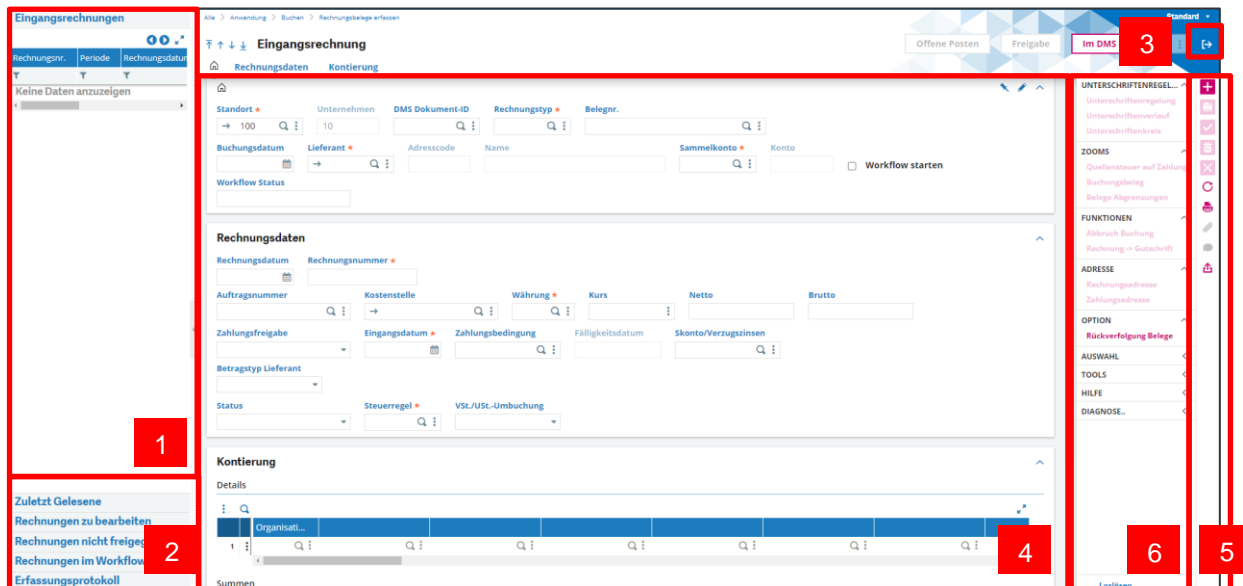 Eingangsrechnungen
Rechnungsnr. Periode Rechnungsdatum
Keine Daten anzuzeigen
1
Zuletzt Gelesene
Rechnungen zu bearbeiten
Rechnungen nicht
Rechnungen im Workflow
Erfassungsprotokoll
2
Alle > Anwendung > Buchen > Rechnungsbelege erfassen
Standard
Eingangsrechnung
Offene Posten Freigabe Im DMS
3
Rechnungsdaten Kontierung
Standort * Unternehmen DMS Dokument-ID Rechnungstyp * Belegnr.
100 10
Buchungsdatum Lieferant * Adresscode Name Sammelkonto * Konto
Workflow starten
Workflow Status
Rechnungsdaten
Rechnungsdatum Rechnungsnummer *
Auftragsnummer Kostenstelle Währung * Kurs Netto Brutto
Zahlungsfreigabe Eingangsdatum * Zahlungsbedingung Fälligkeitsdatum Skonto/Verzugszinsen
Betragstyp Lieferant
Status Steuerregel * VSt./USt.-Umbuchung
Kontierung
Details
Organisati...
1
Summen
4
UNTERSCHRIFTENREGEL...
Unterschriftenregelung
Unterschriftenverlauf
Unterschriftenkreis
ZOOMS
Quellensteuer auf Zahlung
Buchungsbeleg
Belege Abgrenzungen
FUNKTIONEN
Abbruch Buchung
Rechnung -> Gutschrift
ADRESSE
Rechnungsadresse
Zahlungsadresse
OPTION
Rückverfolgung Belege
AUSWAHL
TOOLS
HILFE
DIAGNOSE..
6
Loslösen
5